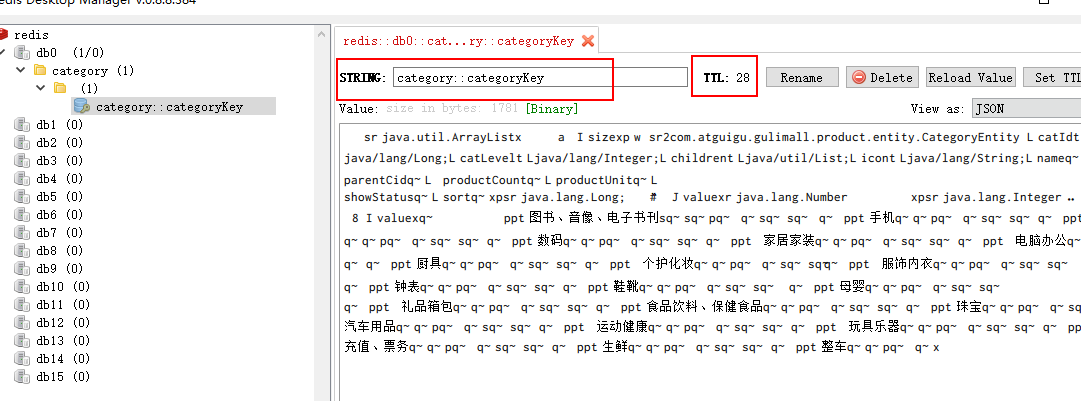 Redis Desktop Manager v.0.8.8.384
redis
db0 (1/0)
category (1)
(1)
category::categoryKey
db1 (0)
db2 (0)
db3 (0)
db4 (0)
db5 (0)
db6 (0)
db7 (0)
db8 (0)
db9 (0)
db10 (0)
db11 (0)
db12 (0)
db13 (0)
db14 (0)
db15 (0)
redis::db0::cat...ry::categoryKey
STRING: category::categoryKey TTL: 28 Rename Delete Reload Value Set TTL
Value: size in bytes: 1781 [Binary] View as: JSON
sr java.util.ArrayListx a I sizexp w sr2com.atguigu.gulimall.product.entity.CategoryEntity L catIdt
java/lang/Long;L catLevelt Ljava/lang/Integer;L childrent Ljava/util/List;L icont Ljava/lang/String;L nameq~
parentCidq~ L productCountq~ L productUnitq~ L
showStatusq~ L sortq~ xpsr java.lang.Long; # J valuexr java.lang.Number xpsr java.lang.Integer ..
8 I valuexq~ ppt 图书、音像、电子书刊sq~ sq~ pq~ q~ sq~ sq~ q~ ppt 手机q~ q~ pq~ q~ sq~ sq~ q~ ppt
q~ q~ pq~ q~ sq~ sq~ q~ ppt 数码q~ q~ pq~ q~ sq~ sq~ q~ ppt 家居家装q~ q~ pq~ q~ sq~ sq~ q~ ppt 电脑办公q~
q~ q~ ppt 厨具q~ q~ pq~ q~ sq~ sq~ q~ ppt 个护化妆q~ q~ pq~ q~ sq~ sq~ q~ ppt 服饰内衣q~ q~ pq~ q~ sq~ sq~
q~ ppt 钟表q~ q~ pq~ q~ sq~ sq~ q~ ppt 鞋靴q~ q~ pq~ q~ sq~ sq~ q~ ppt 母婴q~ q~ pq~ q~ sq~ sq~
q~ ppt 礼品箱包q~ q~ pq~ q~ sq~ sq~ q~ ppt 食品饮料、保健食品q~ q~ pq~ q~ sq~ sq~ q~ ppt 珠宝q~ q~
汽车用品q~ q~ pq~ q~ sq~ sq~ q~ ppt 运动健康q~ q~ pq~ q~ sq~ sq~ q~ ppt 玩具乐器q~ q~ pq~ q~ sq~ sq~ q~ ppt
充值、票务q~ q~ pq~ q~ sq~ sq~ q~ ppt 生鲜q~ q~ pq~ q~ sq~ sq~ q~ ppt 整车q~ q~ pq~ q~ x